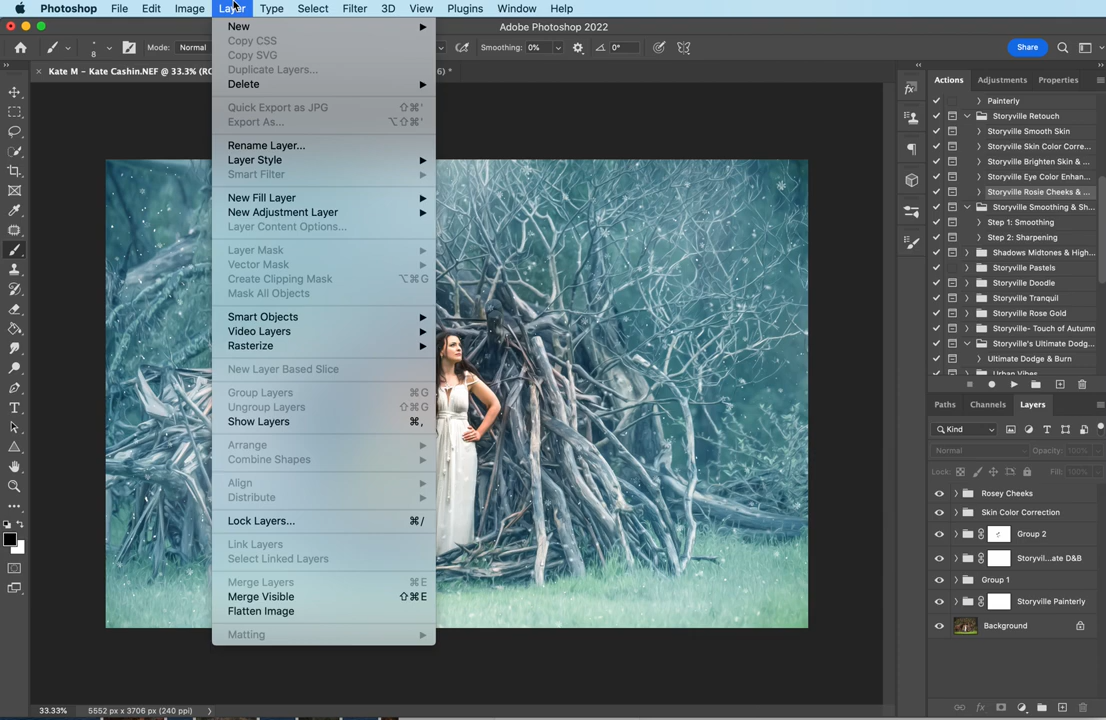 Photoshop File Edit Image Layer Type Select Filter 3D View Plugins Window Help
Adobe Photoshop 2022
8 Mode: Normal Smoothing: 0% 0° Share
× Kate M - Kate Cashin.NEF @ 33.3% (RG 6) *
New
Copy CSS
Copy SVG
Duplicate Layers...
Delete
Quick Export as JPG ⇧⌘'
Export As... ⌥⇧⌘'
Rename Layer...
Layer Style
Smart Filter
New Fill Layer
New Adjustment Layer
Layer Content Options...
Layer Mask
Vector Mask
Create Clipping Mask ⌥⌘G
Mask All Objects
Smart Objects
Video Layers
Rasterize
New Layer Based Slice
Group Layers ⌘G
Ungroup Layers ⇧⌘G
Show Layers ⌘,
Arrange
Combine Shapes
Align
Distribute
Lock Layers... ⌘/
Link Layers
Select Linked Layers
Merge Layers ⌘E
Merge Visible ⇧⌘E
Flatten Image
Matting
Actions Adjustments Properties
Painterly
Storyville Retouch
Storyville Smooth Skin
Storyville Skin Color Corre...
Storyville Brighten Skin & ...
Storyville Eye Color Enhan...
Storyville Rosie Cheeks & ...
Storyville Smoothing & Sh...
Step 1: Smoothing
Step 2: Sharpening
Shadows Midtones & High...
Storyville Pastels
Storyville Doodle
Storyville Tranquil
Storyville Rose Gold
Storyville- Touch of Autumn
Storyville's Ultimate Dodg...
Ultimate Dodge & Burn
Urban Vibes
Paths Channels Layers
Kind
Normal Opacity: 100%
Lock: Fill: 100%
Rosey Cheeks
Skin Color Correction
Group 2
Storyvil...ate D&B
Group 1
Storyville Painterly
Background
33.33% 5552 px x 3706 px (240 ppi)